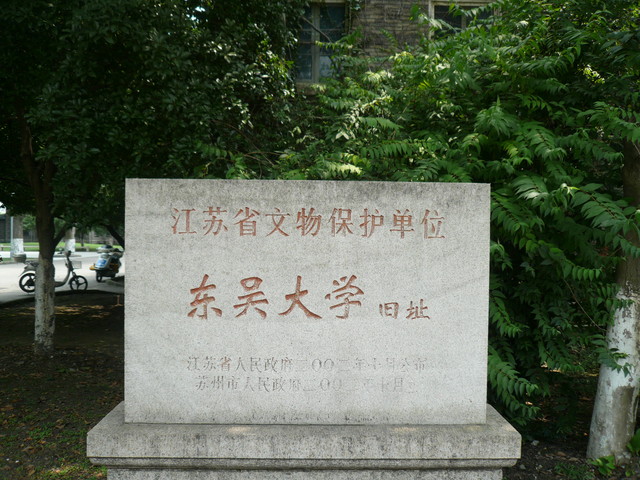 江苏省文物保护单位
东吴大学 旧址
江苏省人民政府二〇〇二年十月公布
苏州市人民政府二〇〇二年十月立